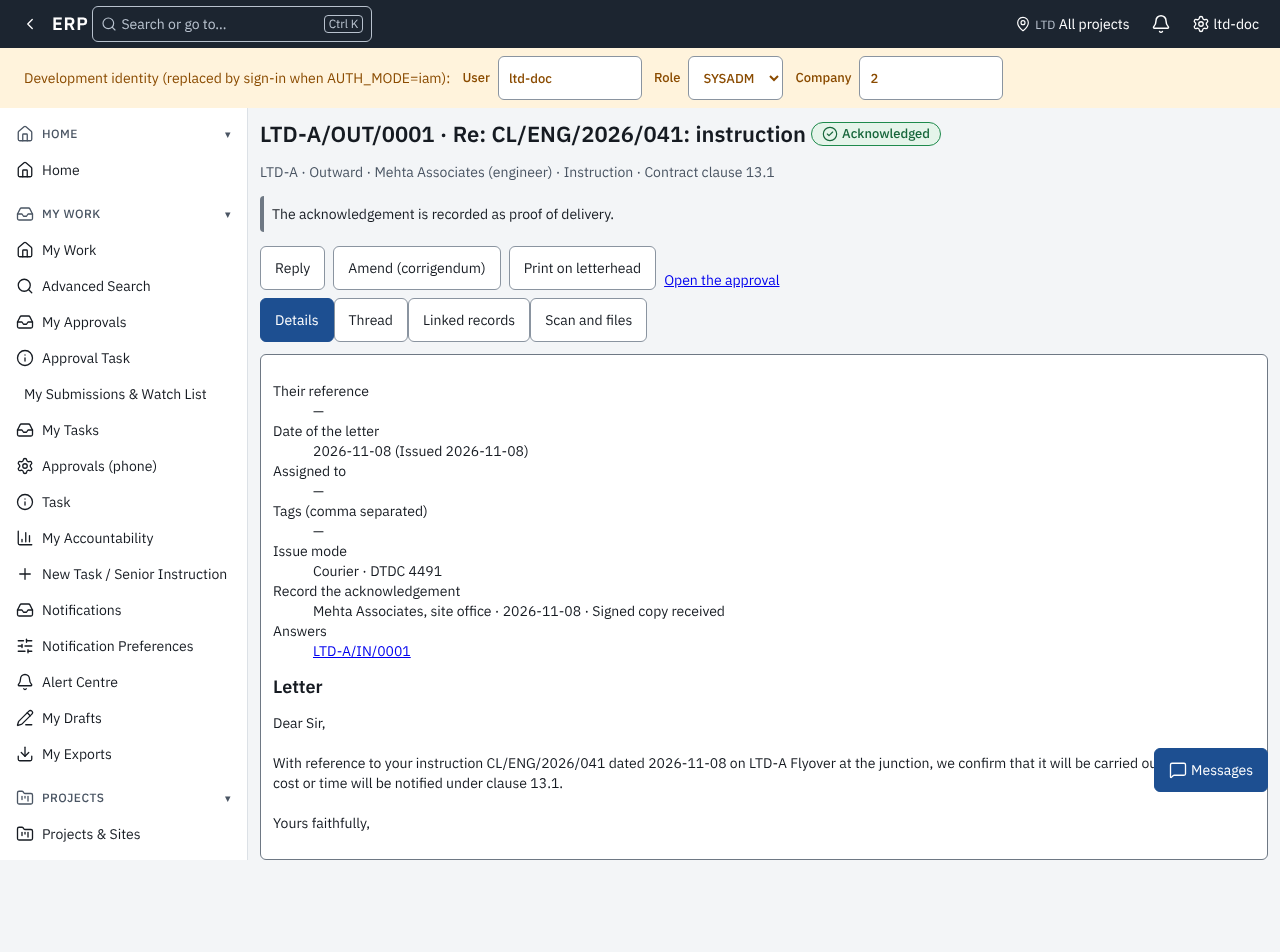 ERP
Search or go to...
Ctrl K
LTD All projects
ltd-doc
Development identity (replaced by sign-in when AUTH_MODE=iam):
User
ltd-doc
Role
SYSADM
Company
2
HOME
Home
MY WORK
My Work
Advanced Search
My Approvals
Approval Task
My Submissions & Watch List
My Tasks
Approvals (phone)
Task
My Accountability
New Task / Senior Instruction
Notifications
Notification Preferences
Alert Centre
My Drafts
My Exports
PROJECTS
Projects & Sites
LTD-A/OUT/0001 · Re: CL/ENG/2026/041: instruction
Acknowledged
LTD-A · Outward · Mehta Associates (engineer) · Instruction · Contract clause 13.1
The acknowledgement is recorded as proof of delivery.
Reply
Amend (corrigendum)
Print on letterhead
Open the approval
Details
Thread
Linked records
Scan and files
Their reference
—
Date of the letter
2026-11-08 (Issued 2026-11-08)
Assigned to
—
Tags (comma separated)
—
Issue mode
Courier · DTDC 4491
Record the acknowledgement
Mehta Associates, site office · 2026-11-08 · Signed copy received
Answers
LTD-A/IN/0001
Letter
Dear Sir,
With reference to your instruction CL/ENG/2026/041 dated 2026-11-08 on LTD-A Flyover at the junction, we confirm that it will be carried
cost or time will be notified under clause 13.1.
Yours faithfully,
Messages